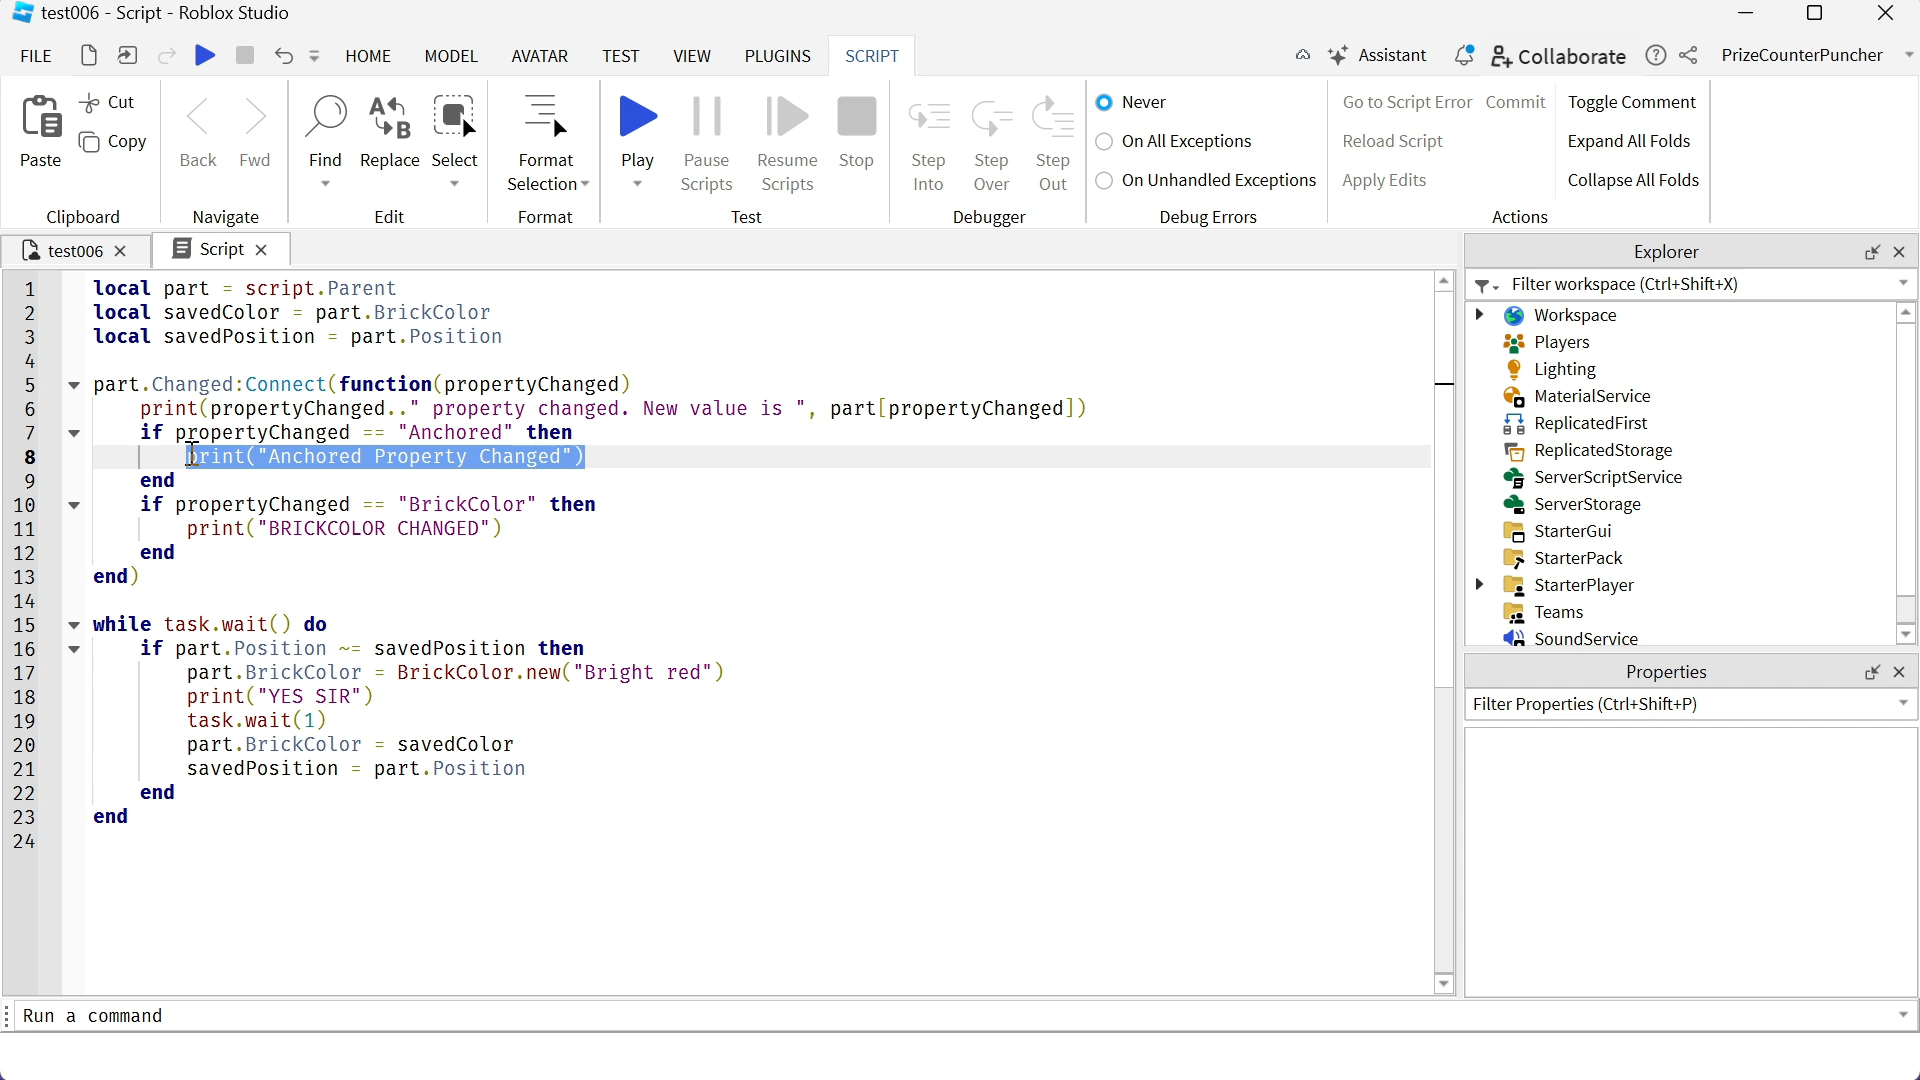 test006 - Script - Roblox Studio
FILE HOME MODEL AVATAR TEST VIEW PLUGINS SCRIPT Assistant Collaborate PrizeCounterPuncher
Paste Cut Copy
Clipboard
Back Fwd
Navigate
Find Replace Select
Edit
Format Selection
Format
Play Pause Scripts Resume Scripts Stop
Test
Step Into Step Over Step Out
Debugger
Never
On All Exceptions
On Unhandled Exceptions
Debug Errors
Go to Script Error Commit Toggle Comment
Reload Script Expand All Folds
Apply Edits Collapse All Folds
Actions
test006 Script
1 local part = script.Parent
2 local savedColor = part.BrickColor
3 local savedPosition = part.Position
4
5 part.Changed:Connect(function(propertyChanged)
6 print(propertyChanged.." property changed. New value is ", part[propertyChanged])
7 if propertyChanged == "Anchored" then
8 print("Anchored Property Changed")
9 end
10 if propertyChanged == "BrickColor" then
11 print("BRICKCOLOR CHANGED")
12 end
13 end)
14
15 while task.wait() do
16 if part.Position ~= savedPosition then
17 part.BrickColor = BrickColor.new("Bright red")
18 print("YES SIR")
19 task.wait(1)
20 part.BrickColor = savedColor
21 savedPosition = part.Position
22 end
23 end
24
Explorer
Filter workspace (Ctrl+Shift+X)
Workspace
Players
Lighting
MaterialService
ReplicatedFirst
ReplicatedStorage
ServerScriptService
ServerStorage
StarterGui
StarterPack
StarterPlayer
Teams
SoundService
Properties
Filter Properties (Ctrl+Shift+P)
Run a command